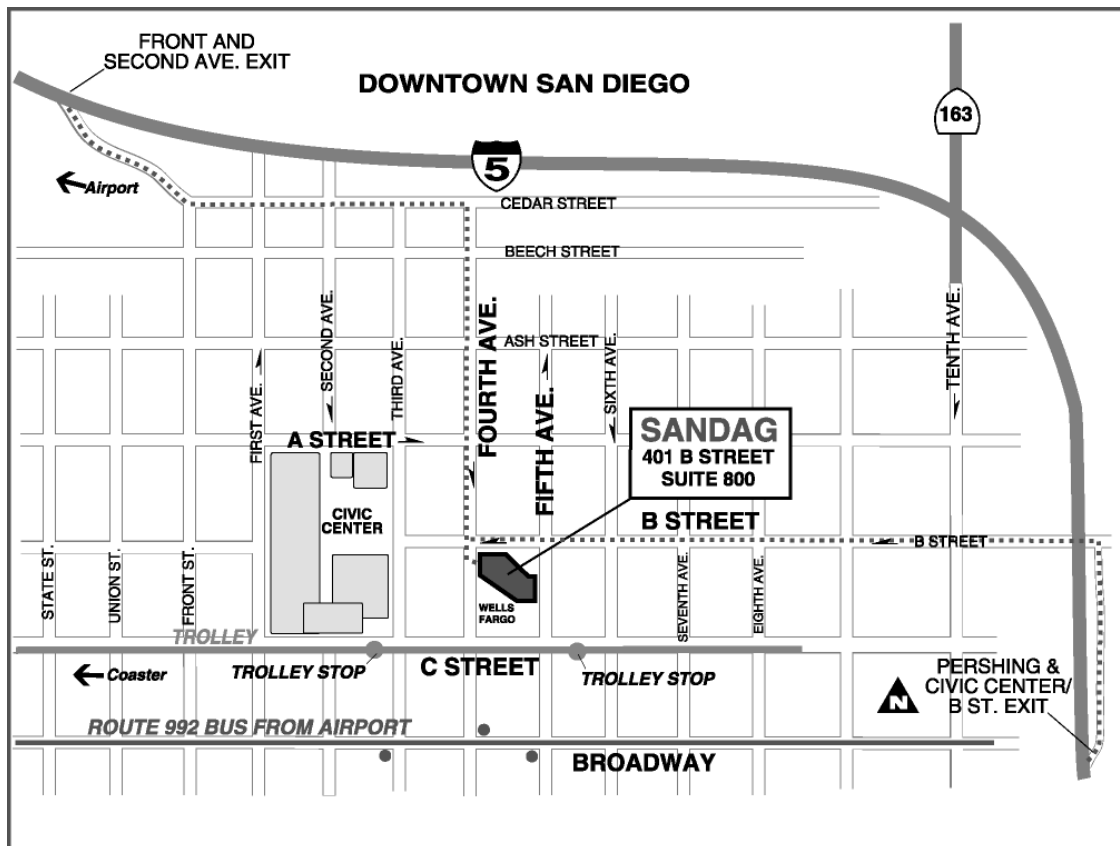 FRONT AND
SECOND AVE. EXIT
DOWNTOWN SAN DIEGO
163
5
Airport
CEDAR STREET
BEECH STREET
ASH STREET
FIRST AVE.
SECOND AVE.
THIRD AVE.
FOURTH AVE.
FIFTH AVE.
SIXTH AVE.
TENTH AVE.
A STREET
SANDAG
401 B STREET
SUITE 800
CIVIC
CENTER
B STREET
B STREET
STATE ST.
UNION ST.
FRONT ST.
WELLS
FARGO
SEVENTH AVE.
EIGHTH AVE.
TROLLEY
TROLLEY STOP
C STREET
TROLLEY STOP
Coaster
PERSHING &
CIVIC CENTER/
B ST. EXIT
N
ROUTE 992 BUS FROM AIRPORT
BROADWAY